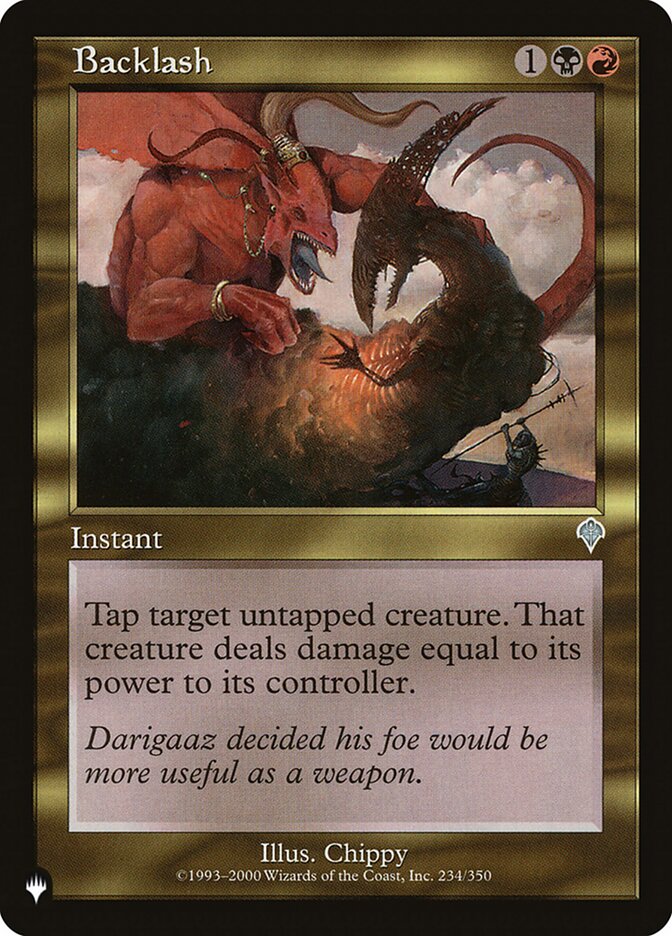 Backlash 1
Instant
Tap target untapped creature. That
creature deals damage equal to its
power to its controller.
Darigaaz decided his foe would be
more useful as a weapon.
Illus. Chippy
©1993–2000 Wizards of the Coast, Inc. 234/350